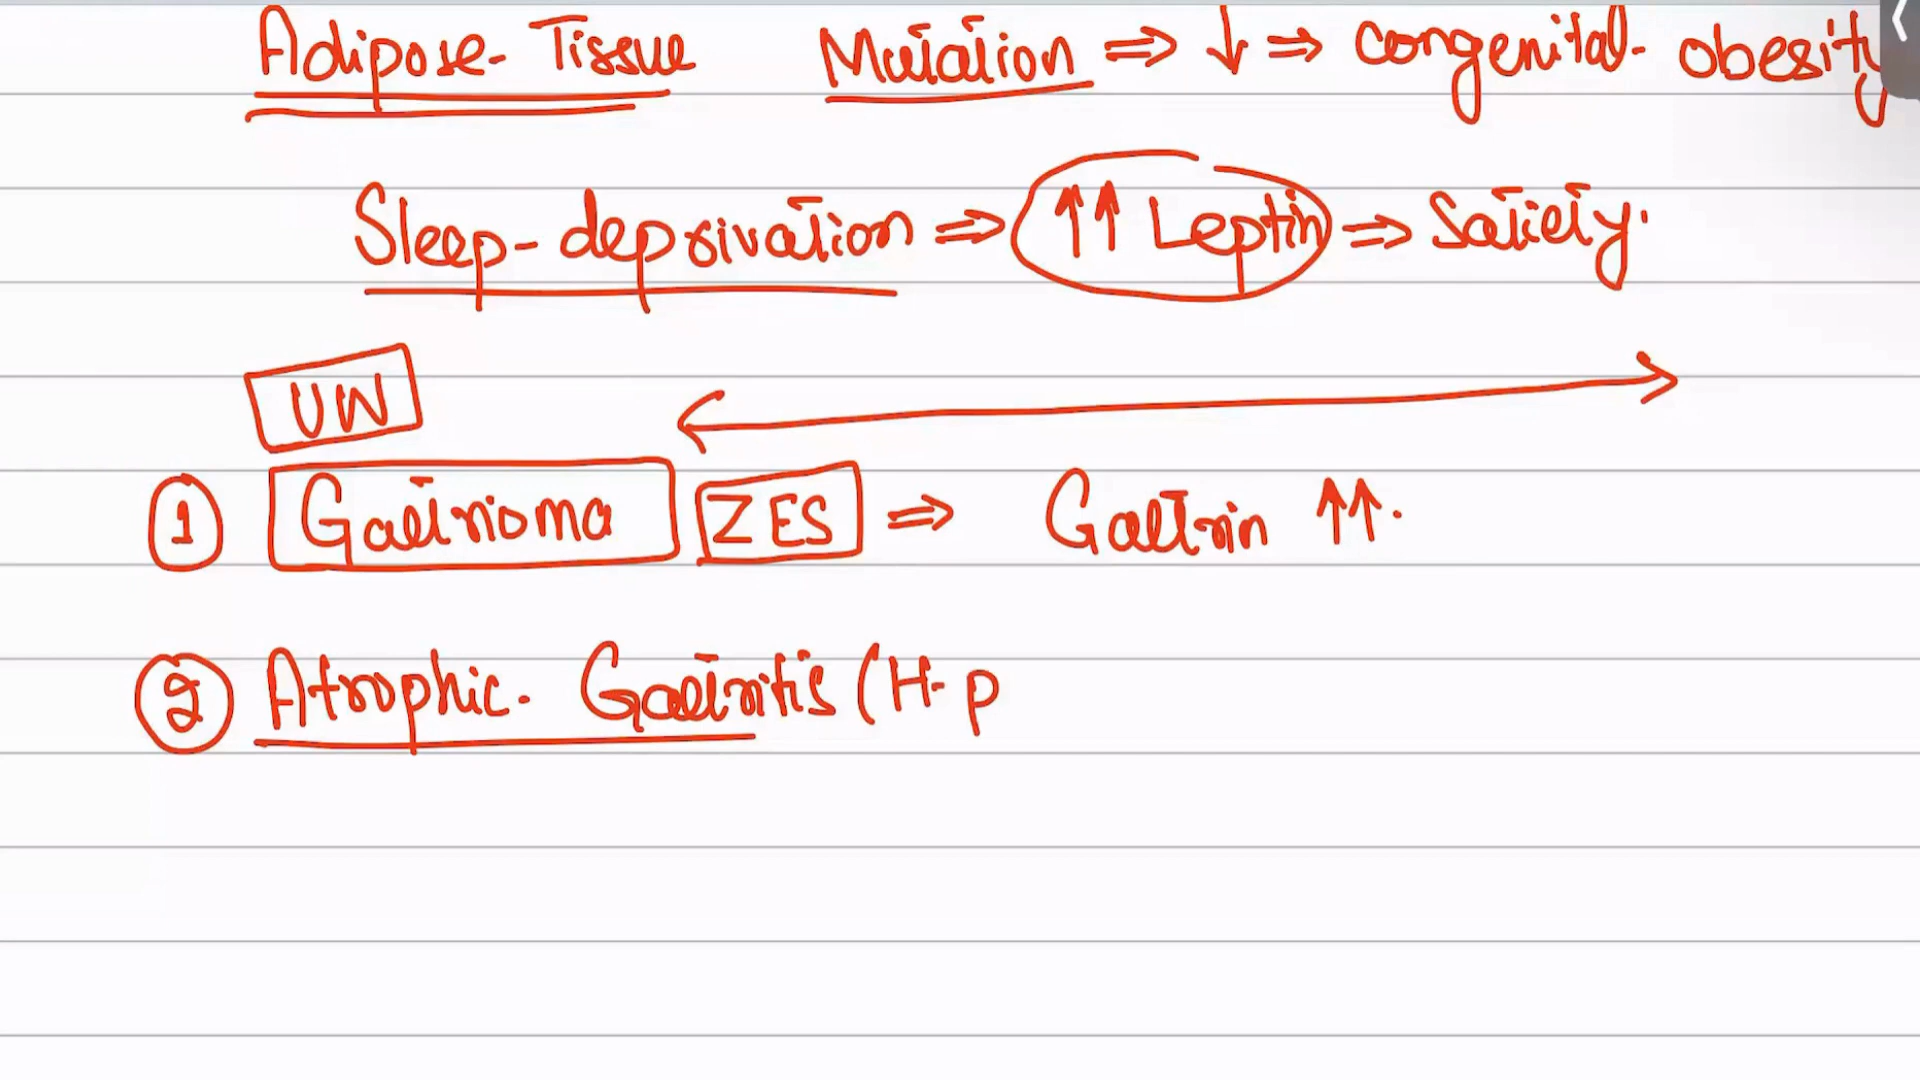 Adipose-Tissue Mutation ⇒ ↓ ⇒ congenital- obesity
Sleep-deprivation ⇒ ↑↑ Leptin ⇒ Satiety.
UW
1 Gastrinoma ZES ⇒ Gastrin ↑↑.
2 Atrophic. Gastritis (H-p